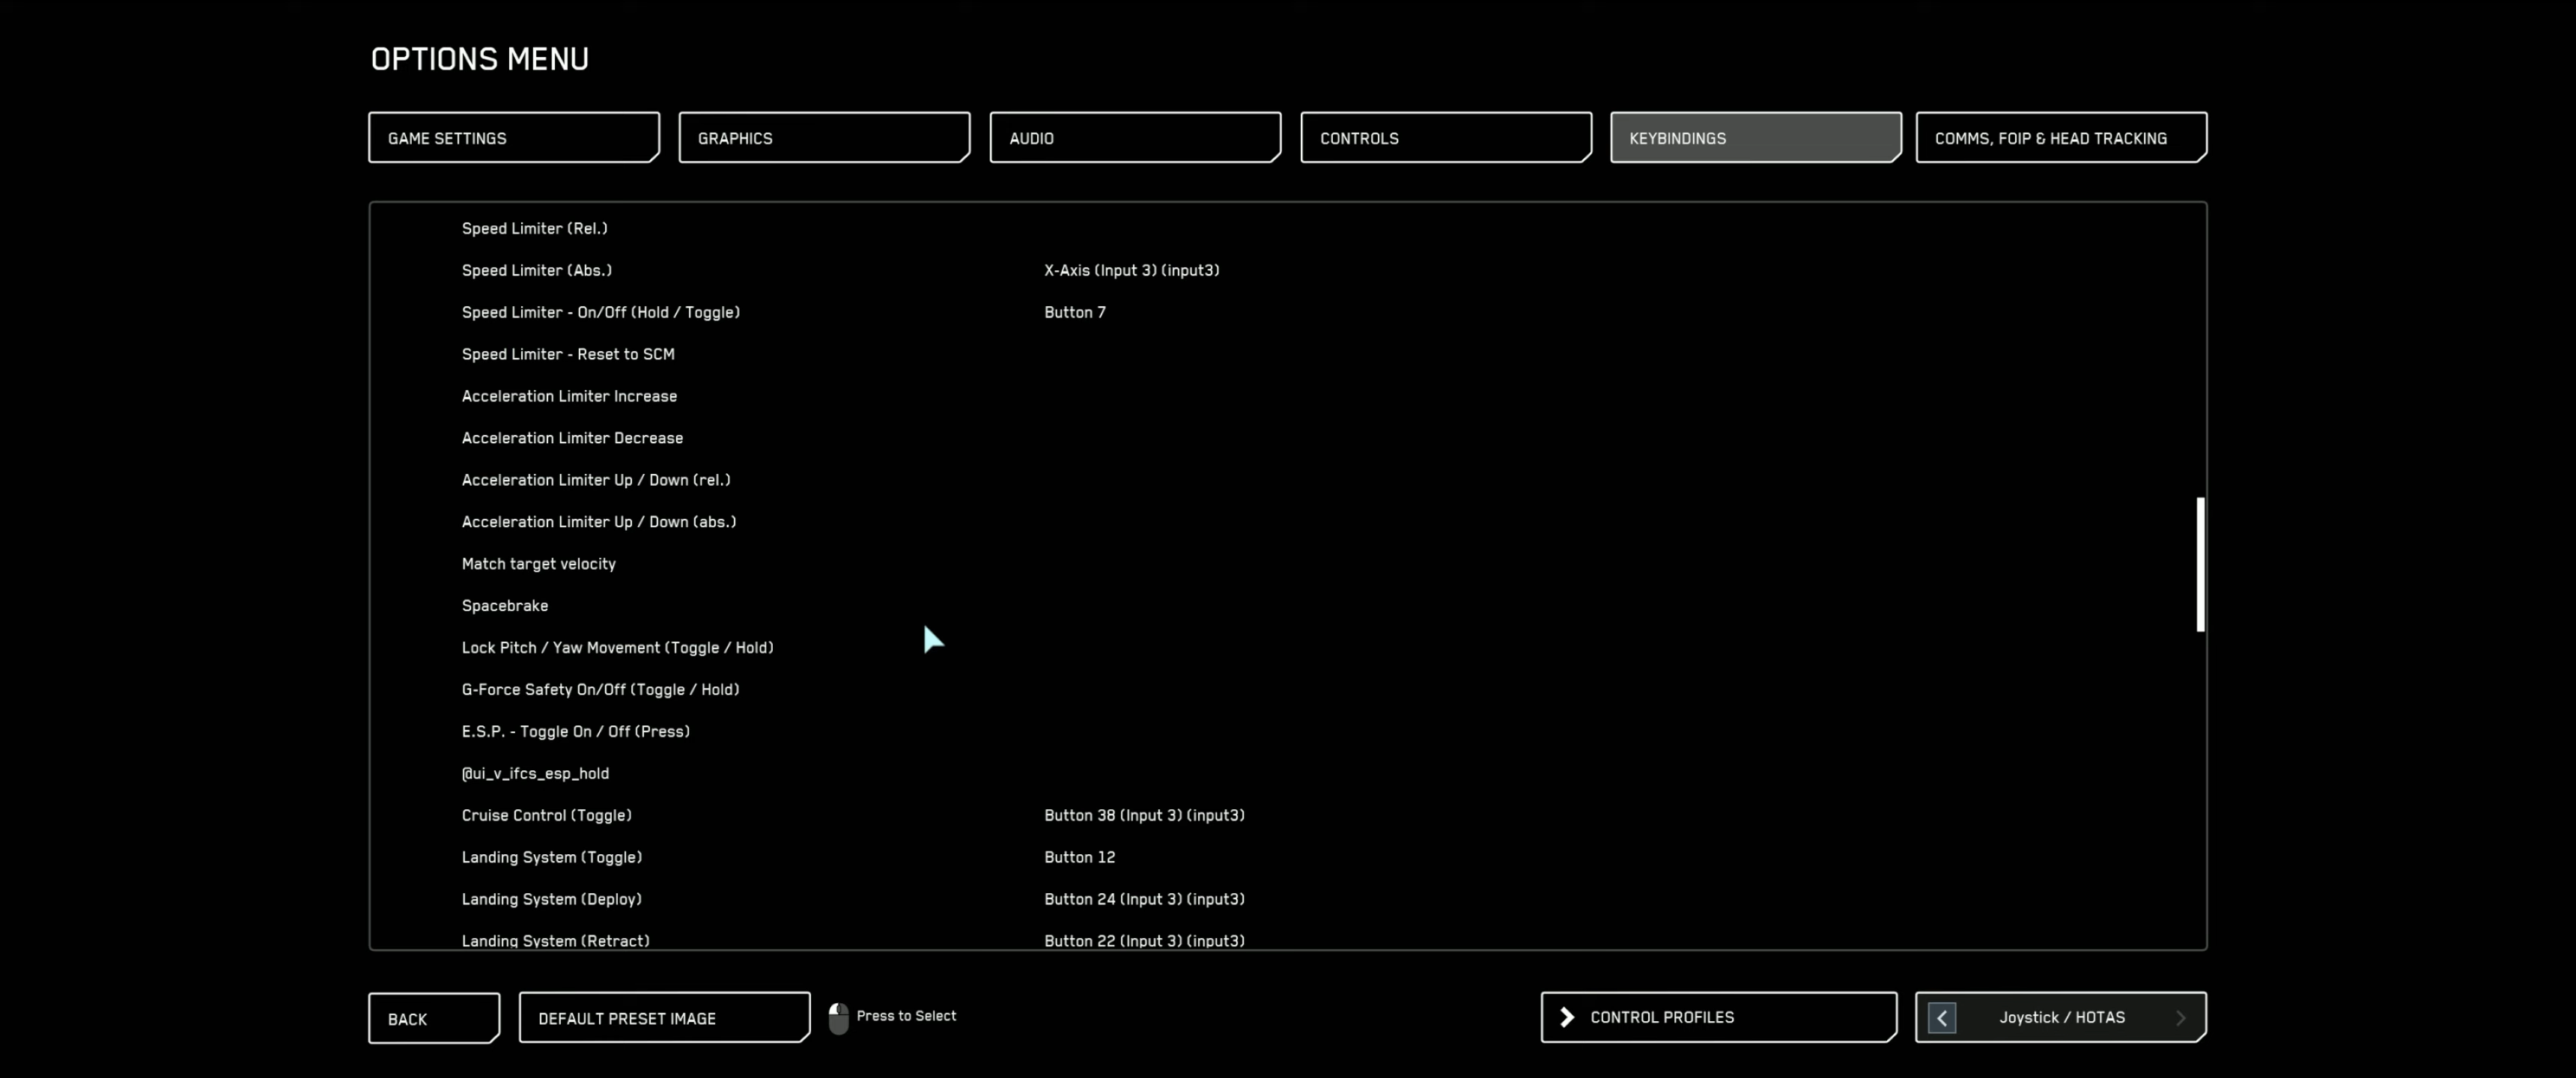 OPTIONS MENU
GAME SETTINGS
GRAPHICS
AUDIO
CONTROLS
KEYBINDINGS
COMMS, FOIP & HEAD TRACKING
Speed Limiter (Rel.)
Speed Limiter (Abs.) X-Axis (Input 3) (input3)
Speed Limiter - On/Off (Hold / Toggle) Button 7
Speed Limiter - Reset to SCM
Acceleration Limiter Increase
Acceleration Limiter Decrease
Acceleration Limiter Up / Down (rel.)
Acceleration Limiter Up / Down (abs.)
Match target velocity
Spacebrake
Lock Pitch / Yaw Movement (Toggle / Hold)
G-Force Safety On/Off (Toggle / Hold)
E.S.P. - Toggle On / Off (Press)
@ui_v_ifcs_esp_hold
Cruise Control (Toggle) Button 38 (Input 3) (input3)
Landing System (Toggle) Button 12
Landing System (Deploy) Button 24 (Input 3) (input3)
Landing System (Retract) Button 22 (Input 3) (input3)
BACK
DEFAULT PRESET IMAGE
Press to Select
CONTROL PROFILES
Joystick / HOTAS